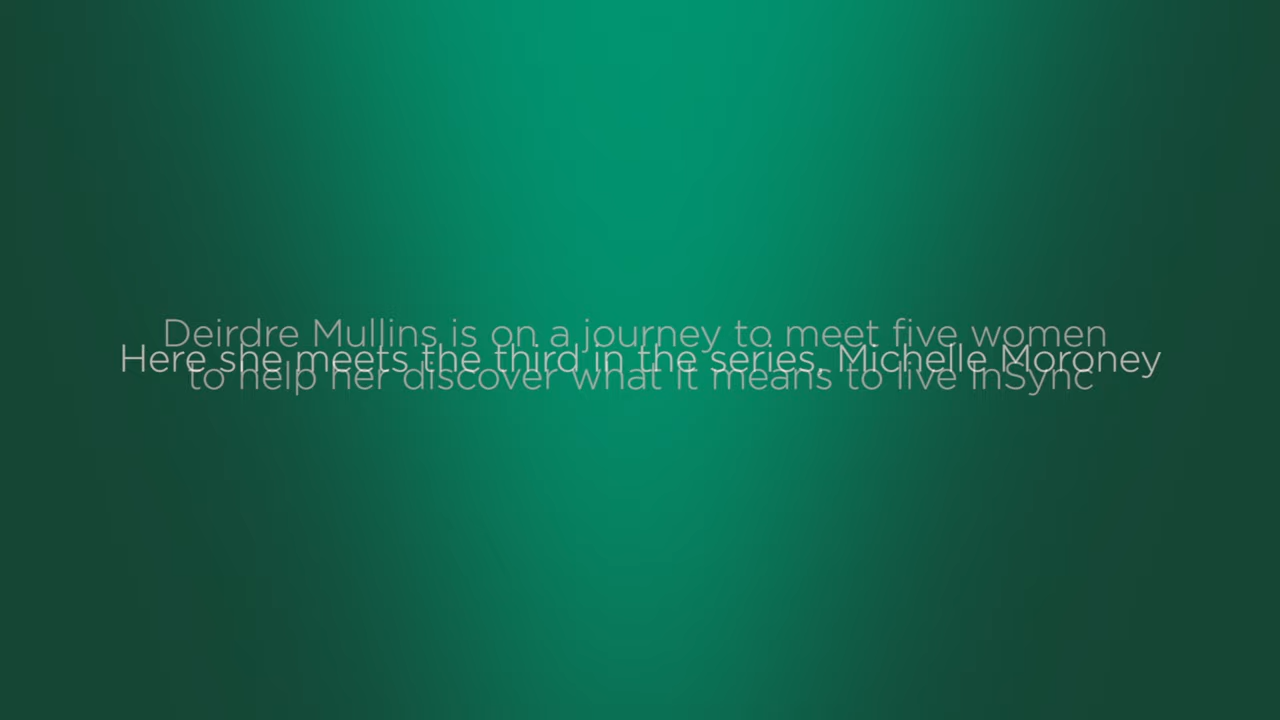 Deirdre Mullins is on a journey to meet five women
Here she meets the third in the series, Michelle Moroney
to help her discover what it means to live inSync